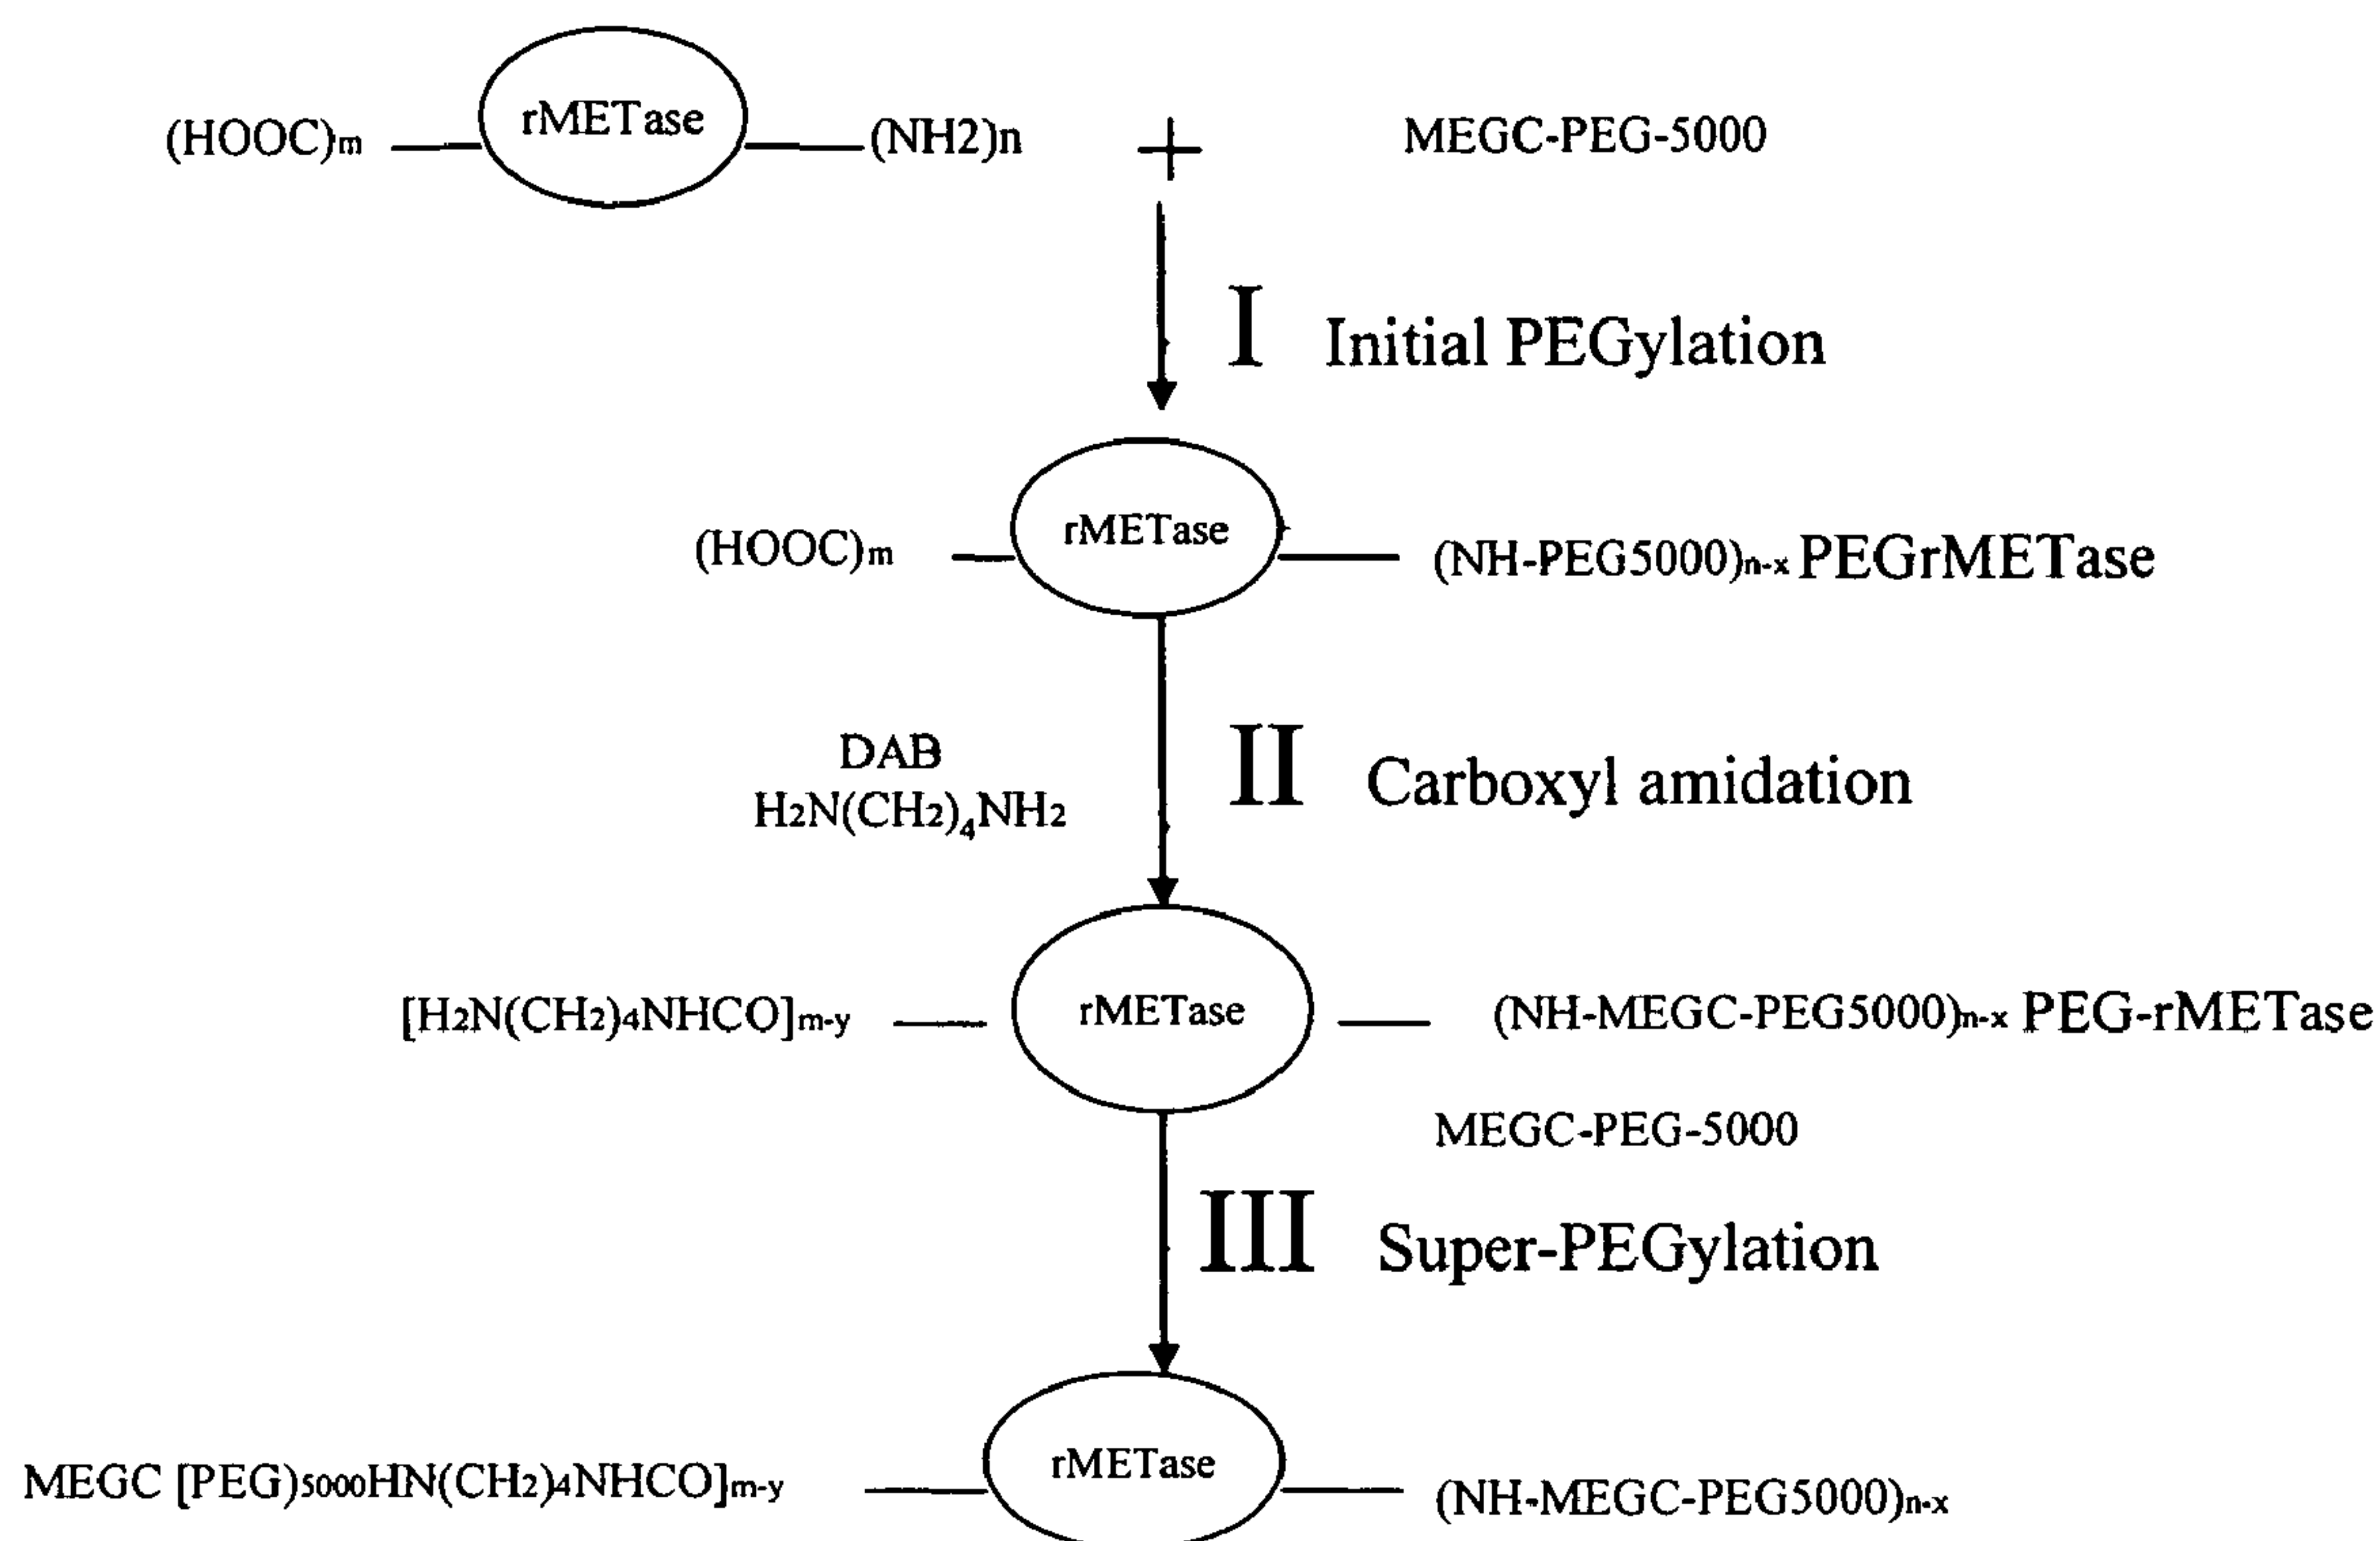 (HOOC)m rMETase (NH2)n + MEGC-PEG-5000
I Initial PEGylation
(HOOC)m rMETase (NH-PEG5000)n-x PEGrMETase
DAB
H2N(CH2)4NH2
II Carboxyl amidation
[H2N(CH2)4NHCO]m-y rMETase (NH-MEGC-PEG5000)n-x PEG-rMETase
MEGC-PEG-5000
III Super-PEGylation
MEGC [PEG)5000HN(CH2)4NHCO]m-y rMETase (NH-MEGC-PEG5000)n-x